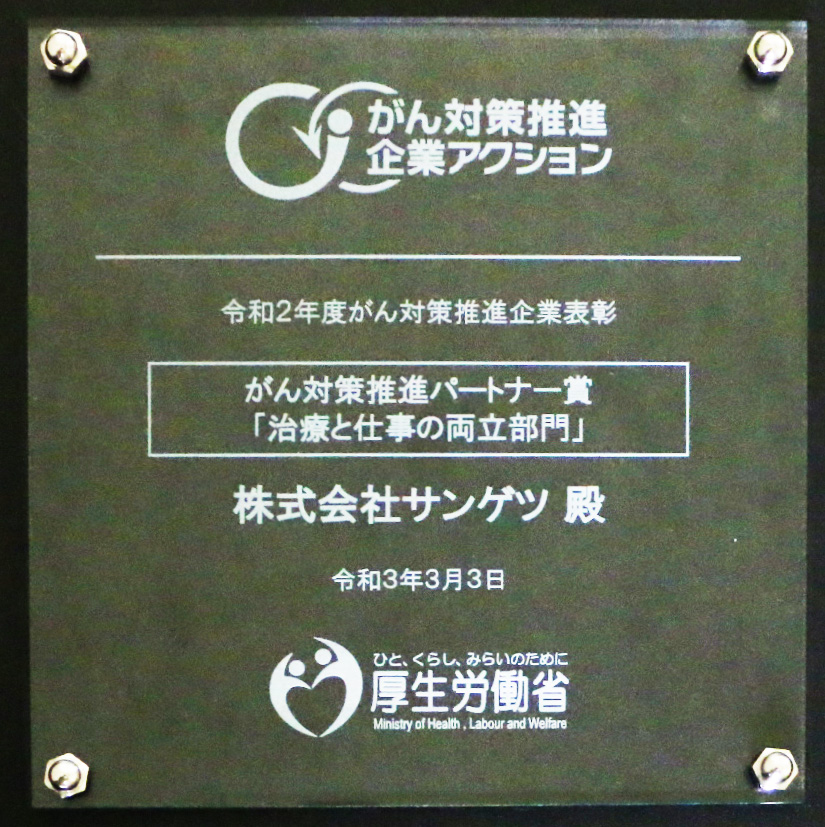 がん対策推進
企業アクション
令和2年度がん対策推進企業表彰
がん対策推進パートナー賞
「治療と仕事の両立部門」
株式会社サンゲツ 殿
令和3年3月3日
ひと、くらし、みらいのために
厚生労働省
Ministry of Health , Labour and Welfare